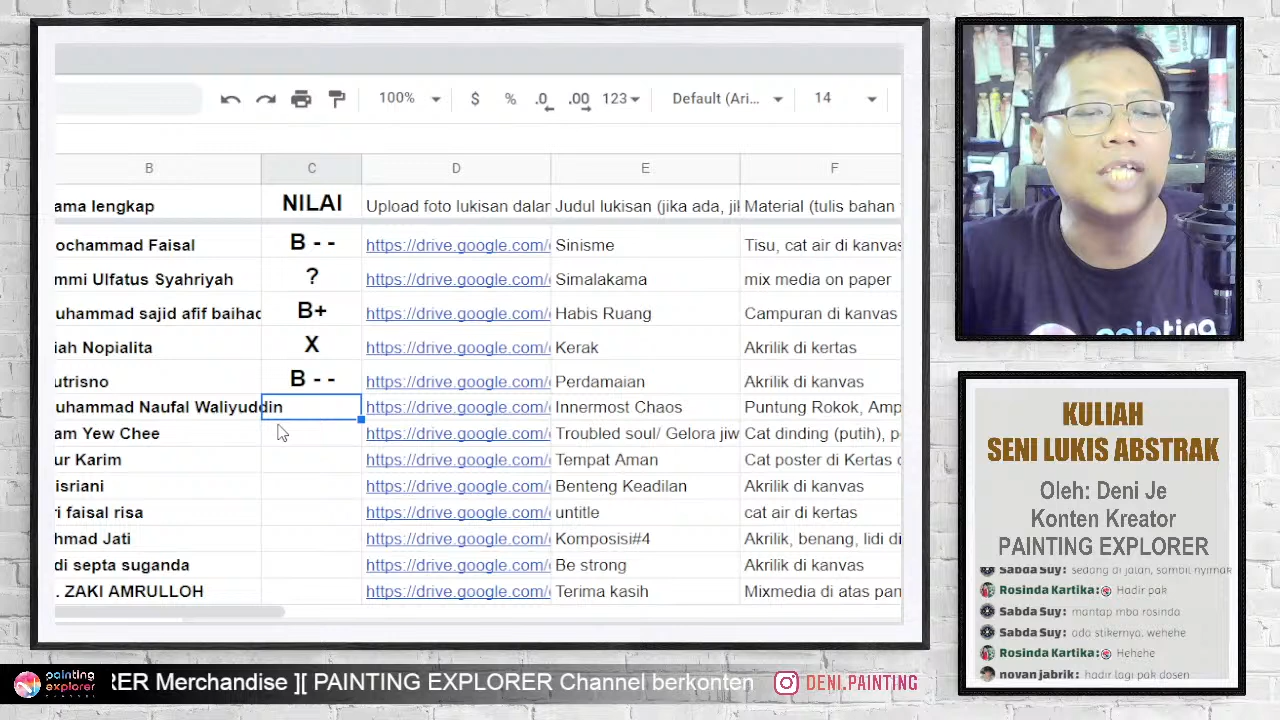 100%
$ % .0 .00 123
Default (Ari...
14
B C D E F
ama lengkap NILAI Upload foto lukisan dalar Judul lukisan (jika ada, jik Material (tulis bahan
ochammad Faisal B - - https://drive.google.com/ Sinisme Tisu, cat air di kanvas
mmi Ulfatus Syahriyah ? https://drive.google.com/ Simalakama mix media on paper
uhammad sajid afif baihac B+ https://drive.google.com/ Habis Ruang Campuran di kanvas
iah Nopialita X https://drive.google.com/ Kerak Akrilik di kertas
utrisno B - - https://drive.google.com/ Perdamaian Akrilik di kanvas
uhammad Naufal Waliyuddin https://drive.google.com/ Innermost Chaos Puntung Rokok, Amp
am Yew Chee https://drive.google.com/ Troubled soul/ Gelora jiw Cat dinding (putih), p
ur Karim https://drive.google.com/ Tempat Aman Cat poster di Kertas
isriani https://drive.google.com/ Benteng Keadilan Akrilik di kanvas
ri faisal risa https://drive.google.com/ untitle cat air di kertas
hmad Jati https://drive.google.com/ Komposisi#4 Akrilik, benang, lidi di
di septa suganda https://drive.google.com/ Be strong Akrilik di kanvas
. ZAKI AMRULLOH https://drive.google.com/ Terima kasih Mixmedia di atas pan
painting
KULIAH
SENI LUKIS ABSTRAK
Oleh: Deni Je
Konten Kreator
PAINTING EXPLORER
Sabda Suy: sedang di jalan, sambil nyimak
Rosinda Kartika: Hadir pak
Sabda Suy: mantap mba rosinda
Sabda Suy: ada stikernya. wehehe
Rosinda Kartika: Hehehe
novan jabrik: hadir lagi pak dosen
painting
explorer
CHANNEL
RER Merchandise ][ PAINTING EXPLORER Channel berkonten
DENI.PAINTING